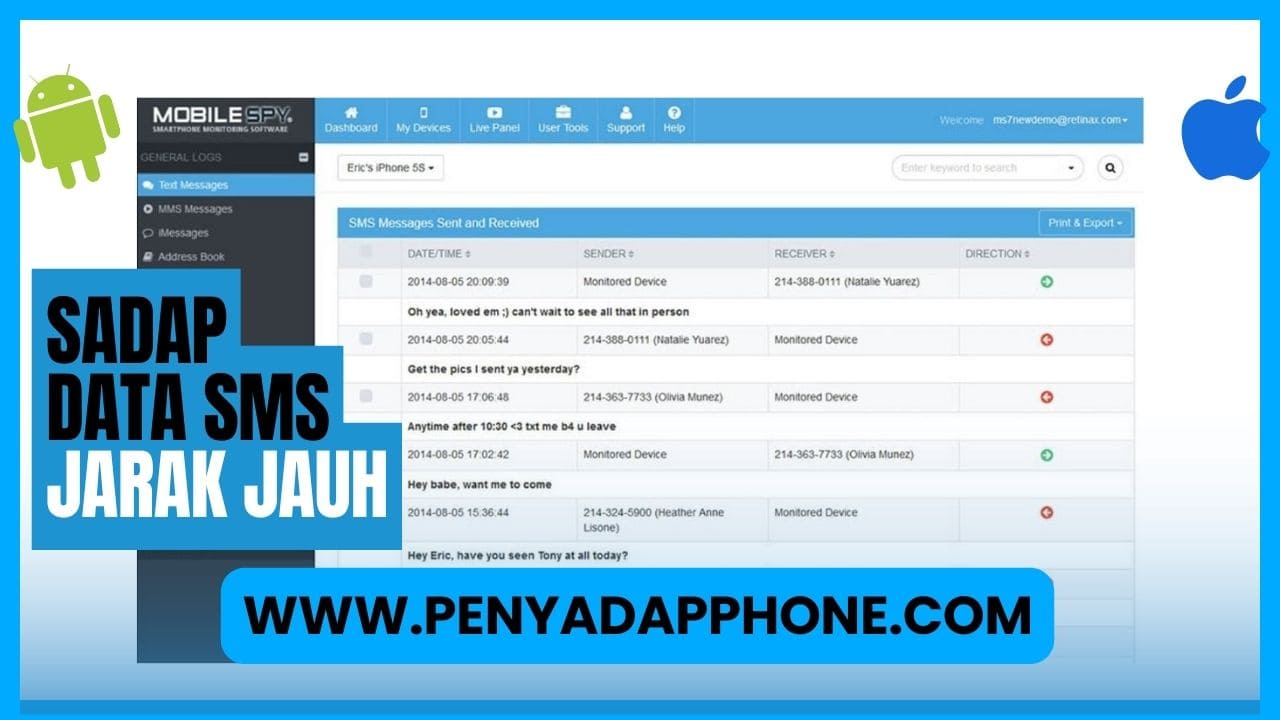 MOBILE SPY.
SMARTPHONE MONITORING SOFTWARE
Dashboard
My Devices
Live Panel
User Tools
Support
Help
Welcome ms7newdemo@retinax.com
GENERAL LOGS
Text Messages
MMS Messages
iMessages
Address Book
Eric's iPhone 5S
Enter keyword to search
SMS Messages Sent and Received
Print & Export
DATE/TIME SENDER RECEIVER DIRECTION
2014-08-05 20:09:39 Monitored Device 214-388-0111 (Natalie Yuarez)
Oh yea, loved em ;) can't wait to see all that in person
2014-08-05 20:05:44 214-388-0111 (Natalie Yuarez) Monitored Device
Get the pics I sent ya yesterday?
2014-08-05 17:06:48 214-363-7733 (Olivia Munez) Monitored Device
Anytime after 10:30 <3 txt me b4 u leave
2014-08-05 17:02:42 Monitored Device 214-363-7733 (Olivia Munez)
Hey babe, want me to come
2014-08-05 15:36:44 214-324-5900 (Heather Anne Monitored Device
Lisone)
Hey Eric, have you seen Tony at all today?
SADAP
DATA SMS
JARAK JAUH
WWW.PENYADAPPHONE.COM